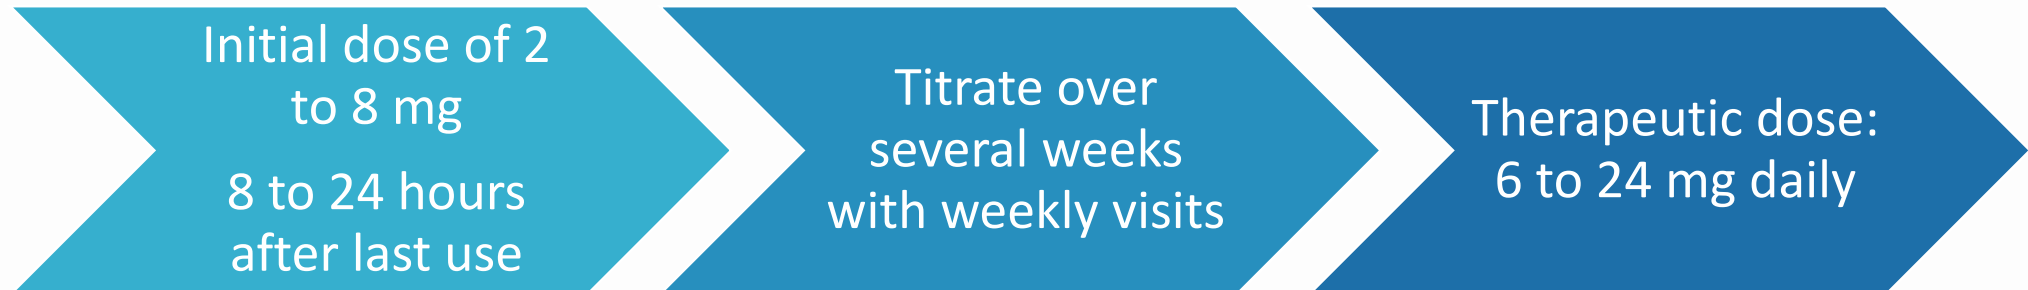 Initial dose of 2
to 8 mg
8 to 24 hours
after last use
Titrate over
several weeks
with weekly visits
Therapeutic dose:
6 to 24 mg daily